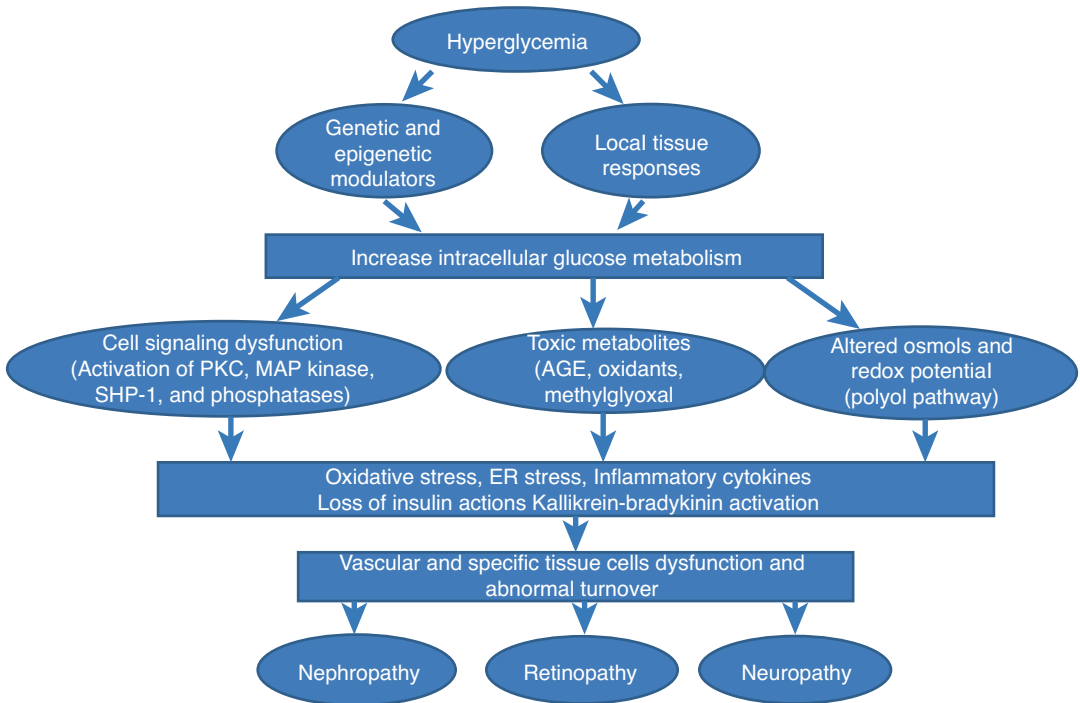 Hyperglycemia
Genetic and
epigenetic
modulators
Local tissue
responses
Increase intracellular glucose metabolism
Cell signaling dysfunction
(Activation of PKC, MAP kinase,
SHP-1, and phosphatases)
Toxic metabolites
(AGE, oxidants,
methylglyoxal
Altered osmols and
redox potential
(polyol pathway)
Oxidative stress, ER stress, Inflammatory cytokines
Loss of insulin actions Kallikrein-bradykinin activation
Vascular and specific tissue cells dysfunction and
abnormal turnover
Nephropathy
Retinopathy
Neuropathy